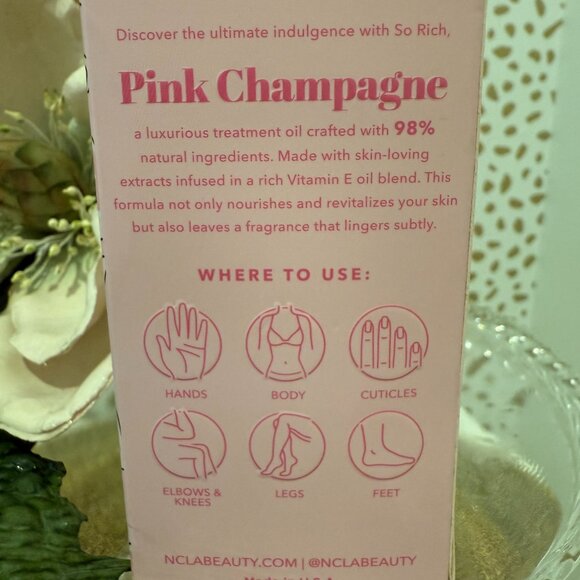 Discover the ultimate indulgence with So Rich,
Pink Champagne
a luxurious treatment oil crafted with 98%
natural ingredients. Made with skin-loving
extracts infused in a rich Vitamin E oil blend. This
formula not only nourishes and revitalizes your skin
but also leaves a fragrance that lingers subtly.
WHERE TO USE:
HANDS
BODY
CUTICLES
ELBOWS &
KNEES
LEGS
FEET
NCLABEAUTY.COM | @NCLABEAUTY
Made in U.S.A.